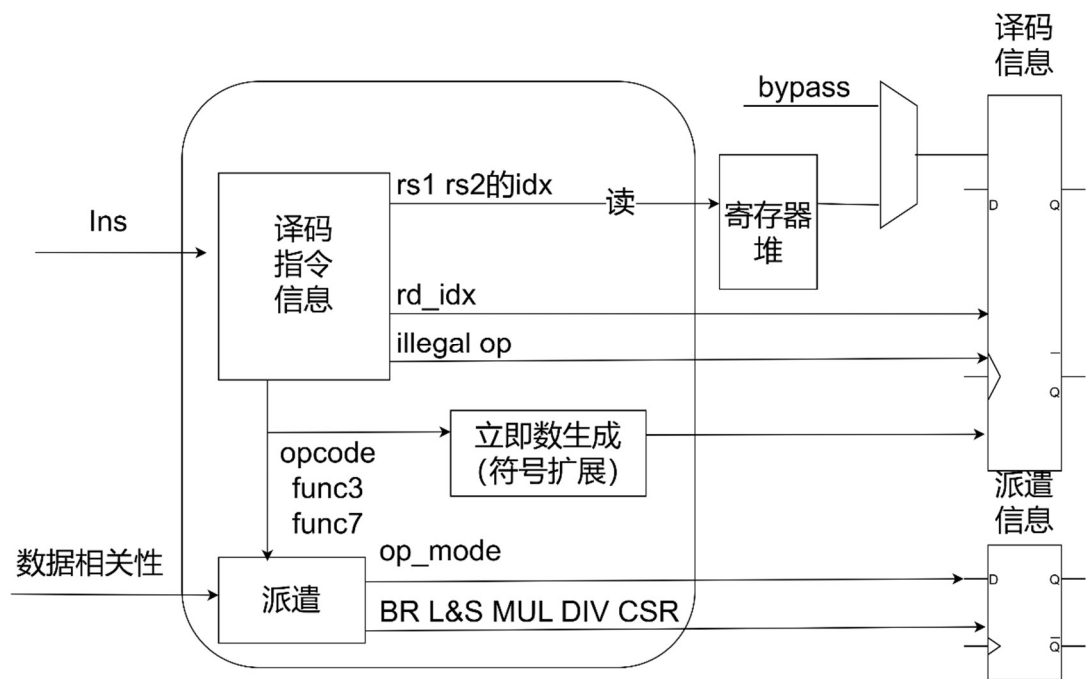 译码
信息
bypass
rs1 rs2的idx
读
寄存器
堆
D
Q
Ins
译码
指令
信息
rd_idx
illegal op
Q
opcode
func3
func7
立即数生成
(符号扩展)
派遣
信息
数据相关性
派遣
op_mode
D
Q
BR L&S MUL DIV CSR
Q